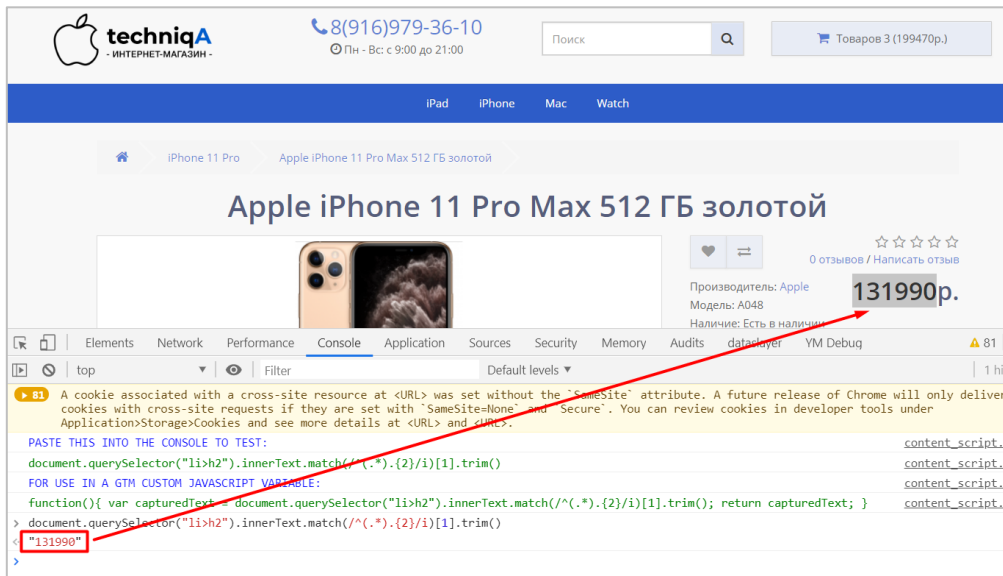 techniqA
- ИНТЕРНЕТ-МАГАЗИН -
8(916)979-36-10
Пн - Вс: с 9:00 до 21:00
Поиск
Товаров 3 (199470р.)
iPad iPhone Mac Watch
iPhone 11 Pro Apple iPhone 11 Pro Max 512 ГБ золотой
Apple iPhone 11 Pro Max 512 ГБ золотой
0 отзывов / Написать отзыв
Производитель: Apple
131990р.
Модель: A048
Наличие: Есть в наличии
Elements Network Performance Console Application Sources Security Memory Audits dataslayer YM Debug 81
top Filter Default levels ▼ 1 hi
81 A cookie associated with a cross-site resource at <URL> was set without the `SameSite` attribute. A future release of Chrome will only deliver
cookies with cross-site requests if they are set with `SameSite=None` and `Secure`. You can review cookies in developer tools under
Application>Storage>Cookies and see more details at <URL> and <URL>.
PASTE THIS INTO THE CONSOLE TO TEST: content_script.
document.querySelector("li>h2").innerText.match(/^(.*).{2}/i)[1].trim() content_script.
FOR USE IN A GTM CUSTOM JAVASCRIPT VARIABLE: content_script.
function(){ var capturedText = document.querySelector("li>h2").innerText.match(/^(.*).{2}/i)[1].trim(); return capturedText; } content_script.
> document.querySelector("li>h2").innerText.match(/^(.*).{2}/i)[1].trim()
"131990"
>